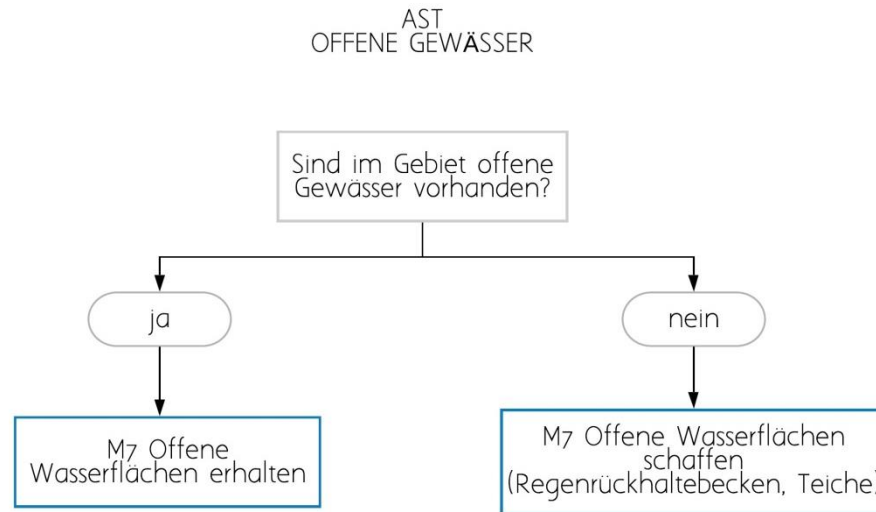 AST
OFFENE GEWÄSSER
Sind im Gebiet offene
Gewässer vorhanden?
ja
nein
M7 Offene
Wasserflächen erhalten
M7 Offene Wasserflächen
schaffen
(Regenrückhaltebecken, Teiche)